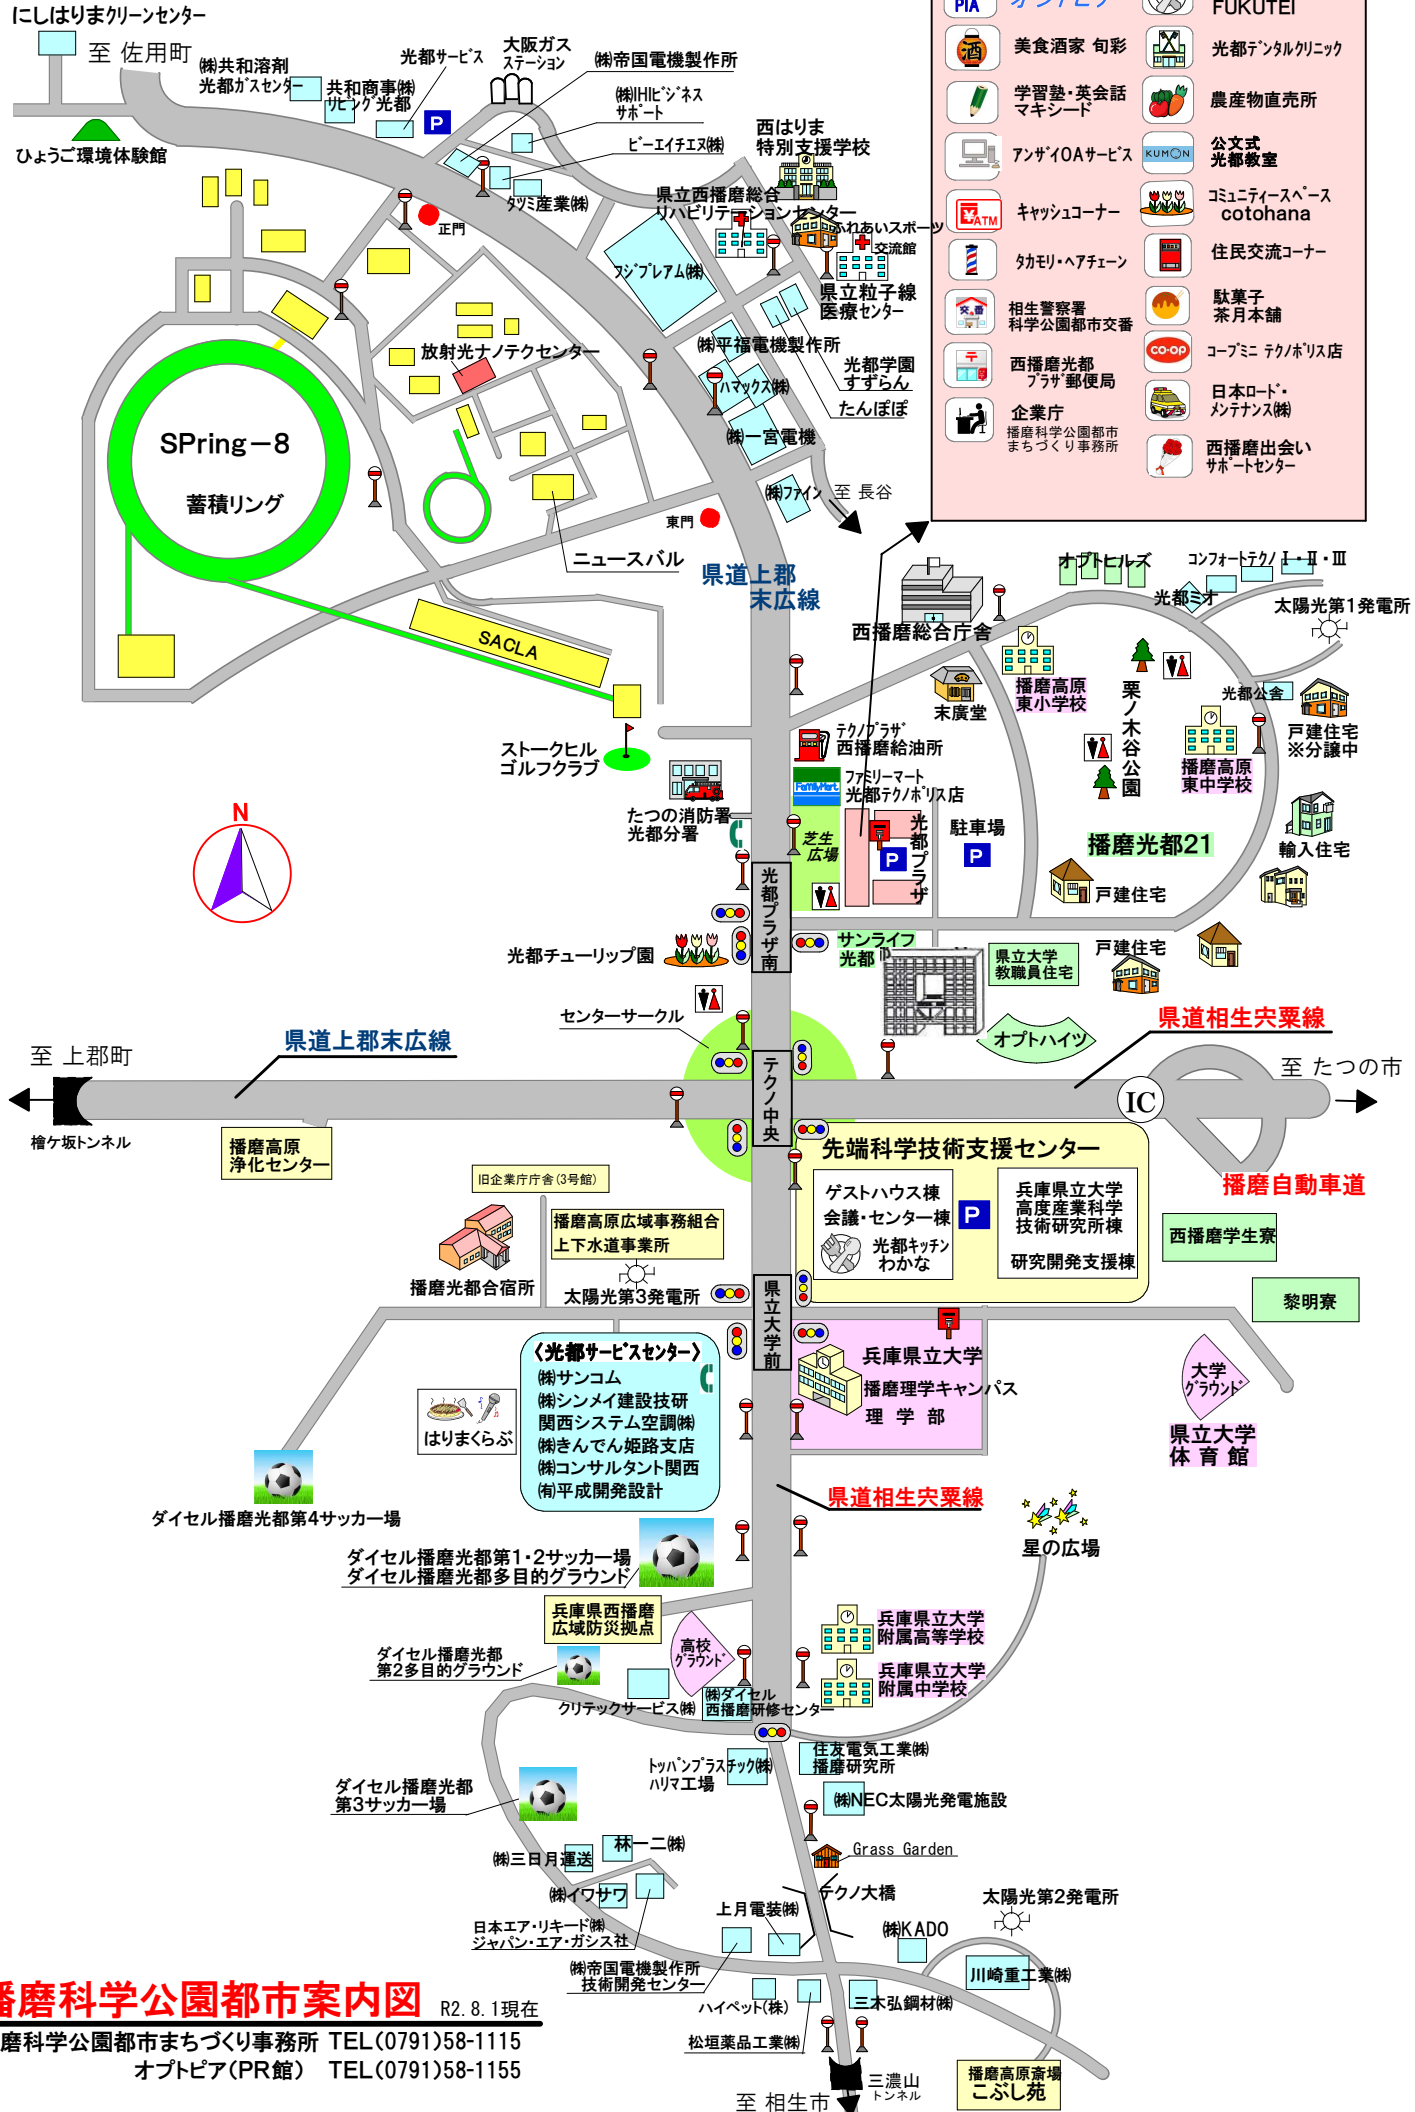 にしはりまクリーンセンター
至 佐用町
㈱共和溶剤
光都ガスセンター
共和商事㈱
リビング光都
光都サービス
P
大阪ガス
ステーション
㈱帝国電機製作所
㈱IHIビジネス
サポート
ビーエイチエヌ㈱
タツミ産業㈱
ひょうご環境体験館
正門
西はりま
特別支援学校
県立西播磨総合
リハビリテーションセンター
ふれあいスポーツ
交流館
県立粒子線
医療センター
フジプレアム㈱
㈱平福電機製作所
光都学園
すずらん
たんぽぽ
ハマックス㈱
㈱一宮電機
㈱ファイン
至 長谷
放射光ナノテクセンター
SPring－8
蓄積リング
東門
ニュースバル
SACLA
県道上郡
末広線
PIA
オプトピア
FUKUTEI
酒
美食酒家 旬彩
光都デンタルクリニック
学習塾・英会話
マキシード
農産物直売所
アンザイOAサービス
KUMON
公文式
光都教室
ATM
キャッシュコーナー
コミュニティースペース
cotohana
タカモリ・ヘアチェーン
住民交流コーナー
交番
相生警察署
科学公園都市交番
駄菓子
茶月本舗
西播磨光都
プラザ郵便局
CO-OP
コープミニ テクノポリス店
企業庁
播磨科学公園都市
まちづくり事務所
日本ロード・
メンテナンス㈱
西播磨出会い
サポートセンター
西播磨総合庁舎
オプトヒルズ
コンフォートテクノ Ⅰ・Ⅱ・Ⅲ
光都ミオ
太陽光第1発電所
播磨高原
東小学校
末廣堂
栗ノ木谷公園
光都公舎
戸建住宅
※分譲中
播磨高原
東中学校
テクノプラザ
西播磨給油所
FamilyMart
ファミリーマート
光都テクノポリス店
ストークヒル
ゴルフクラブ
たつの消防署
光都分署
芝生
広場
P
光都プラザ
駐車場
P
播磨光都21
輸入住宅
戸建住宅
N
光都プラザ南
光都チューリップ園
サンライフ
光都
県立大学
教職員住宅
戸建住宅
オプトハイツ
センターサークル
県道上郡末広線
県道相生宍粟線
至 上郡町
至 たつの市
テクノ中央
IC
檜ケ坂トンネル
播磨高原
浄化センター
播磨自動車道
先端科学技術支援センター
ゲストハウス棟
会議・センター棟
光都キッチン
わかな
P
兵庫県立大学
高度産業科学
技術研究所棟
研究開発支援棟
旧企業庁庁舎(3号館)
播磨高原広域事務組合
上下水道事業所
播磨光都合宿所
太陽光第3発電所
西播磨学生寮
黎明寮
県立大学前
〈光都サービスセンター〉
㈱サンコム
㈱シンメイ建設技研
関西システム空調㈱
㈱きんでん姫路支店
㈱コンサルタント関西
㈲平成開発設計
兵庫県立大学
播磨理学キャンパス
理 学 部
大学
グラウンド
県立大学
体 育 館
はりまくらぶ
ダイセル播磨光都第4サッカー場
県道相生宍粟線
星の広場
ダイセル播磨光都第1・2サッカー場
ダイセル播磨光都多目的グラウンド
兵庫県西播磨
広域防災拠点
高校
グラウンド
兵庫県立大学
附属高等学校
兵庫県立大学
附属中学校
ダイセル播磨光都
第2多目的グラウンド
クリテックサービス㈱
㈱ダイセル
西播磨研修センター
トッパンプラスチック㈱
ハリマ工場
住友電気工業㈱
播磨研究所
㈱NEC太陽光発電施設
ダイセル播磨光都
第3サッカー場
林一二㈱
㈱三日月運送
㈱イワサワ
Grass Garden
テクノ大橋
太陽光第2発電所
日本エア・リキード㈱
ジャパン・エア・ガシス社
上月電装㈱
㈱KADO
㈱帝国電機製作所
技術開発センター
川崎重工業㈱
ハイペット(株)
三木弘鋼材㈱
松垣薬品工業㈱
播磨科学公園都市案内図 R2.8.1現在
磨科学公園都市まちづくり事務所 TEL(0791)58-1115
オプトピア(PR館) TEL(0791)58-1155
三濃山
トンネル
至 相生市
播磨高原斎場
こぶし苑